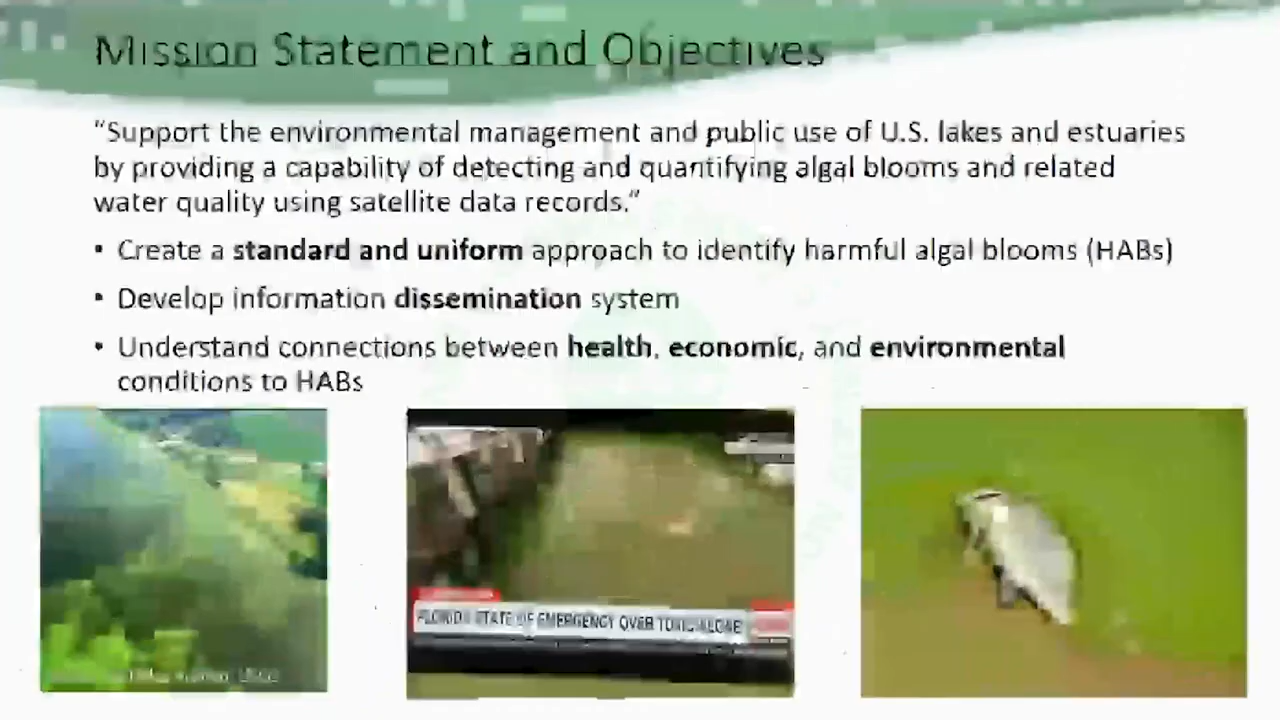 Mission Statement and Objectives
“Support the environmental management and public use of U.S. lakes and estuaries
by providing a capability of detecting and quantifying algal blooms and related
water quality using satellite data records.”
• Create a standard and uniform approach to identify harmful algal blooms (HABs)
• Develop information dissemination system
• Understand connections between health, economic, and environmental
conditions to HABs
FLORIDA STATE OF EMERGENCY OVER TOXIC ALGAE